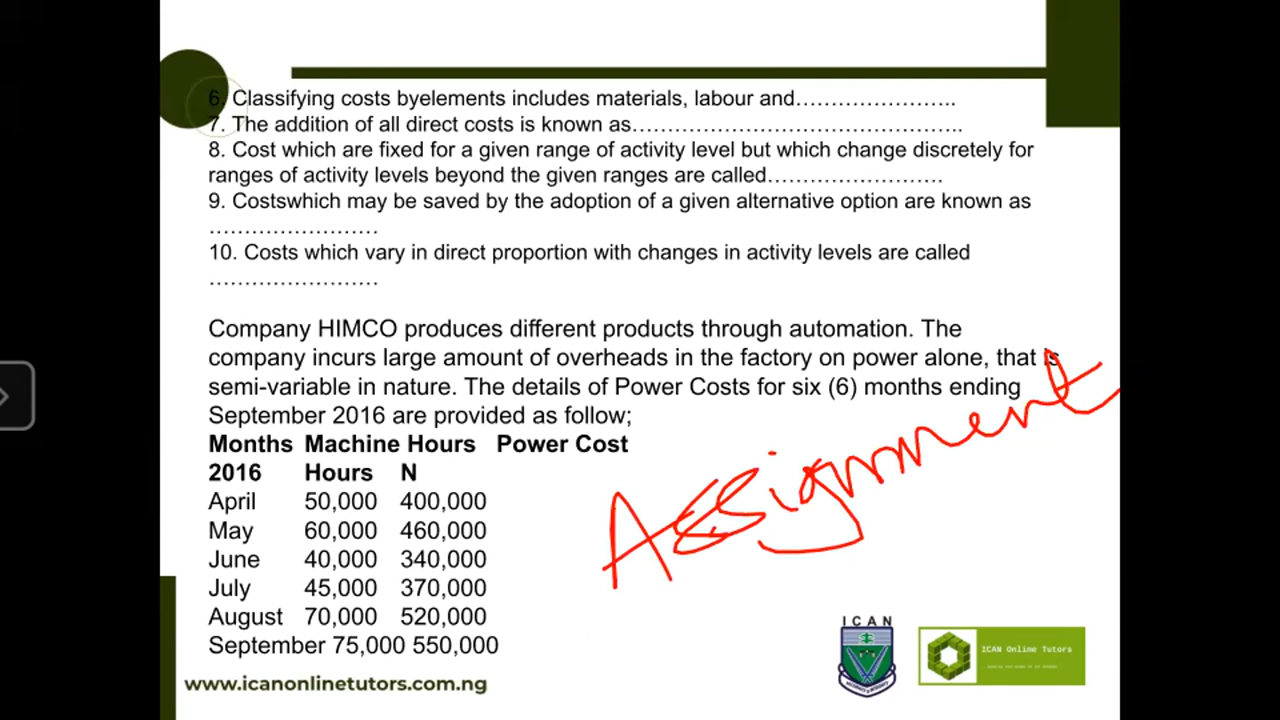 6. Classifying costs byelements includes materials, labour and…………………..
7. The addition of all direct costs is known as………………………………………..
8. Cost which are fixed for a given range of activity level but which change discretely for
ranges of activity levels beyond the given ranges are called…………………….
9. Costswhich may be saved by the adoption of a given alternative option are known as
……………………
10. Costs which vary in direct proportion with changes in activity levels are called
……………………
Company HIMCO produces different products through automation. The
company incurs large amount of overheads in the factory on power alone, that is
semi-variable in nature. The details of Power Costs for six (6) months ending
September 2016 are provided as follow;
Months Machine Hours Power Cost
2016 Hours N
April 50,000 400,000
May 60,000 460,000
June 40,000 340,000
July 45,000 370,000
August 70,000 520,000
September 75,000 550,000
Assignment
ICAN
ICAN Online Tutors
www.icanonlinetutors.com.ng